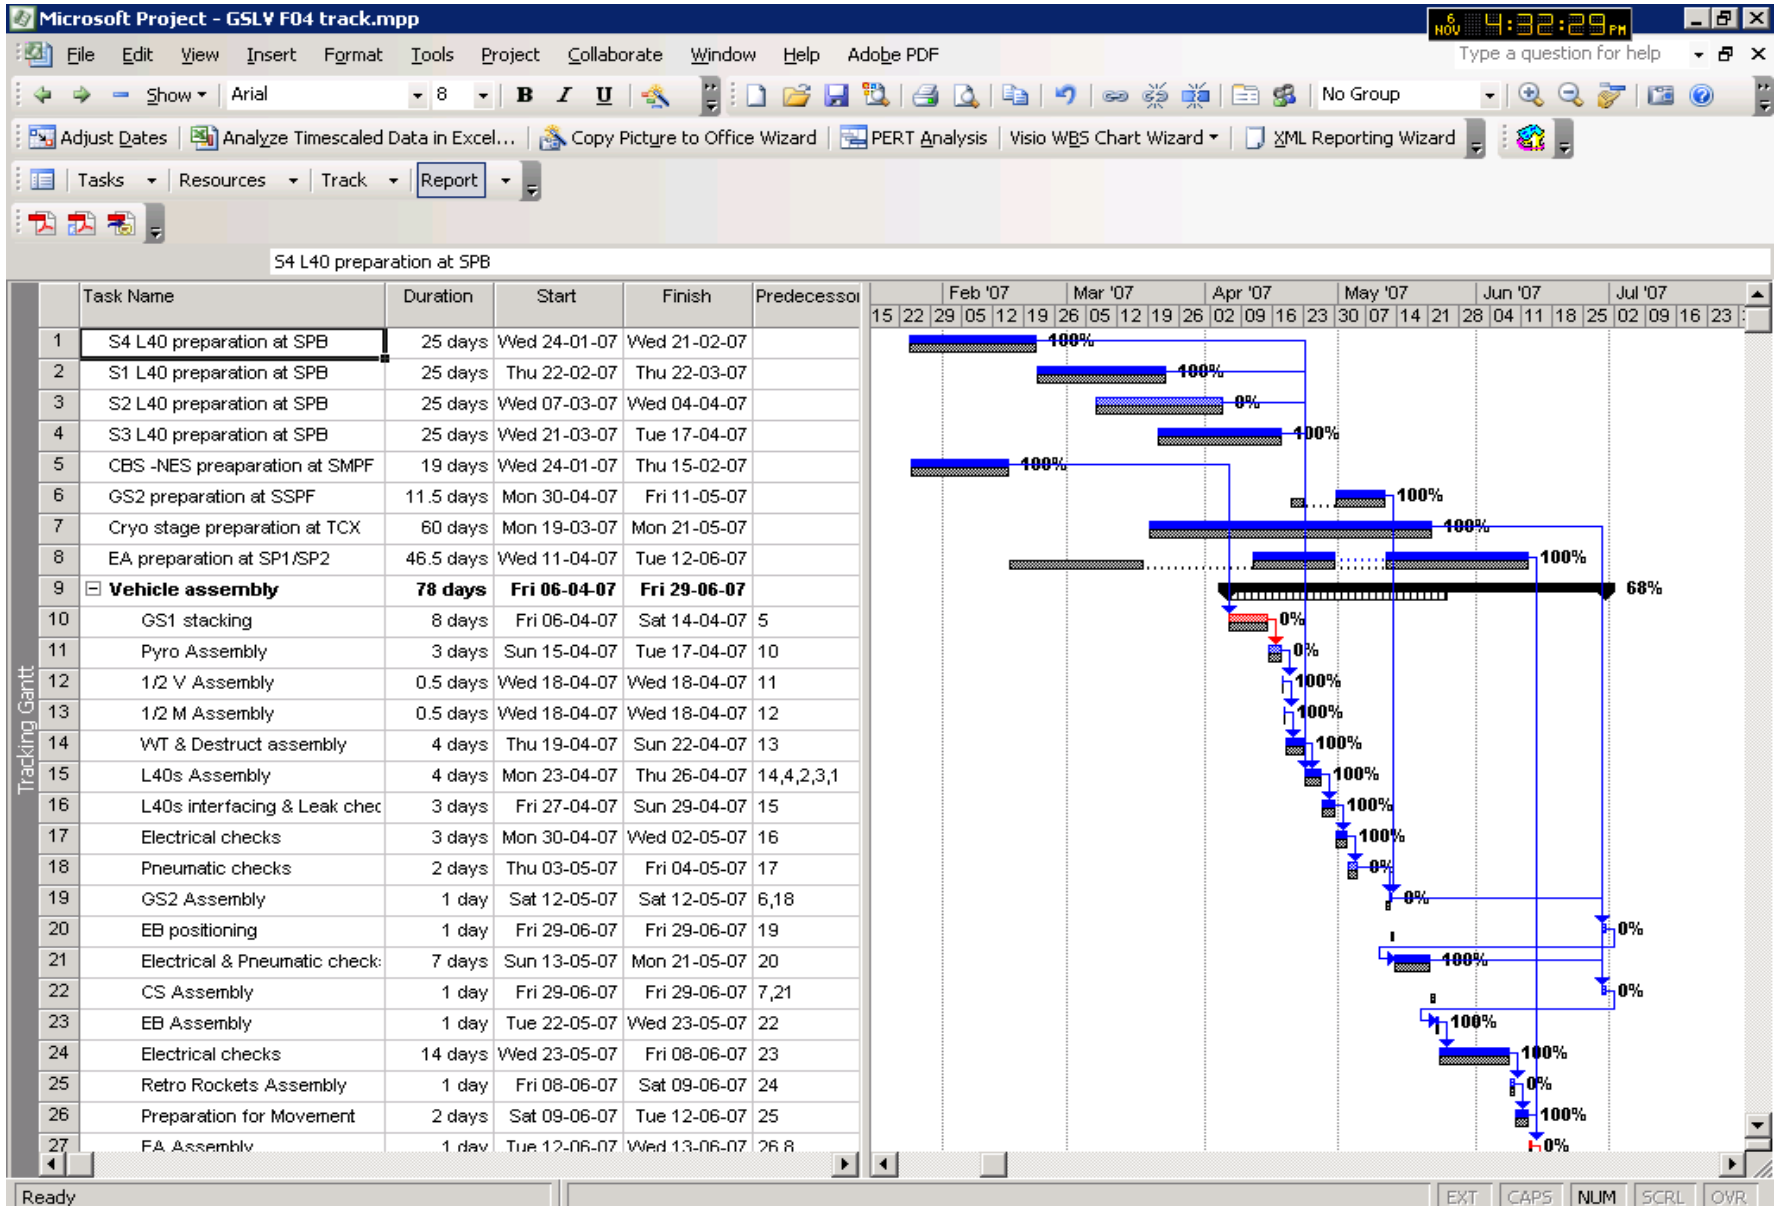 Microsoft Project - GSLV F04 track.mpp
6 NOV 4:32:29 PM
File Edit View Insert Format Tools Project Collaborate Window Help Adobe PDF Type a question for help
Show Arial 8 B I U No Group
Adjust Dates Analyze Timescaled Data in Excel... Copy Picture to Office Wizard PERT Analysis Visio WBS Chart Wizard XML Reporting Wizard
Tasks Resources Track Report
S4 L40 preparation at SPB
Task Name Duration Start Finish Predecessor Feb '07 Mar '07 Apr '07 May '07 Jun '07 Jul '07
15 22 29 05 12 19 26 05 12 19 26 02 09 16 23 30 07 14 21 28 04 11 18 25 02 09 16 23
1 S4 L40 preparation at SPB 25 days Wed 24-01-07 Wed 21-02-07 100%
2 S1 L40 preparation at SPB 25 days Thu 22-02-07 Thu 22-03-07 100%
3 S2 L40 preparation at SPB 25 days Wed 07-03-07 Wed 04-04-07 0%
4 S3 L40 preparation at SPB 25 days Wed 21-03-07 Tue 17-04-07 100%
5 CBS -NES preaparation at SMPF 19 days Wed 24-01-07 Thu 15-02-07 100%
6 GS2 preparation at SSPF 11.5 days Mon 30-04-07 Fri 11-05-07 100%
7 Cryo stage preparation at TCX 60 days Mon 19-03-07 Mon 21-05-07 100%
8 EA preparation at SP1/SP2 46.5 days Wed 11-04-07 Tue 12-06-07 100%
9 Vehicle assembly 78 days Fri 06-04-07 Fri 29-06-07 68%
10 GS1 stacking 8 days Fri 06-04-07 Sat 14-04-07 5 0%
11 Pyro Assembly 3 days Sun 15-04-07 Tue 17-04-07 10 0%
12 1/2 V Assembly 0.5 days Wed 18-04-07 Wed 18-04-07 11 100%
13 1/2 M Assembly 0.5 days Wed 18-04-07 Wed 18-04-07 12 100%
14 WT & Destruct assembly 4 days Thu 19-04-07 Sun 22-04-07 13 100%
15 L40s Assembly 4 days Mon 23-04-07 Thu 26-04-07 14,4,2,3,1 100%
16 L40s interfacing & Leak chec 3 days Fri 27-04-07 Sun 29-04-07 15 100%
17 Electrical checks 3 days Mon 30-04-07 Wed 02-05-07 16 100%
18 Pneumatic checks 2 days Thu 03-05-07 Fri 04-05-07 17 0%
19 GS2 Assembly 1 day Sat 12-05-07 Sat 12-05-07 6,18 0%
20 EB positioning 1 day Fri 29-06-07 Fri 29-06-07 19 0%
21 Electrical & Pneumatic check 7 days Sun 13-05-07 Mon 21-05-07 20 100%
22 CS Assembly 1 day Fri 29-06-07 Fri 29-06-07 7,21 0%
23 EB Assembly 1 day Tue 22-05-07 Wed 23-05-07 22 100%
24 Electrical checks 14 days Wed 23-05-07 Fri 08-06-07 23 100%
25 Retro Rockets Assembly 1 day Fri 08-06-07 Sat 09-06-07 24 0%
26 Preparation for Movement 2 days Sat 09-06-07 Tue 12-06-07 25 100%
27 EA Assembly 1 day Tue 12-06-07 Wed 13-06-07 26,8 0%
Tracking Gantt
Ready EXT CAPS NUM SCRL OVR